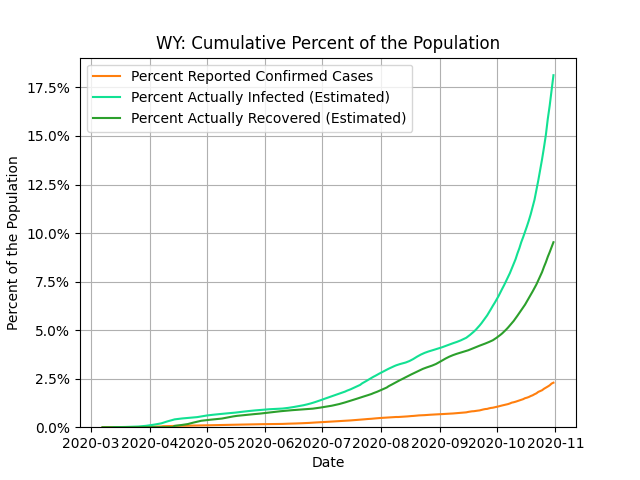 WY: Cumulative Percent of the Population
Percent Reported Confirmed Cases
Percent Actually Infected (Estimated)
Percent Actually Recovered (Estimated)
Percent of the Population
17.5%
15.0%
12.5%
10.0%
7.5%
5.0%
2.5%
0.0%
2020-03 2020-04 2020-05 2020-06 2020-07 2020-08 2020-09 2020-10 2020-11
Date